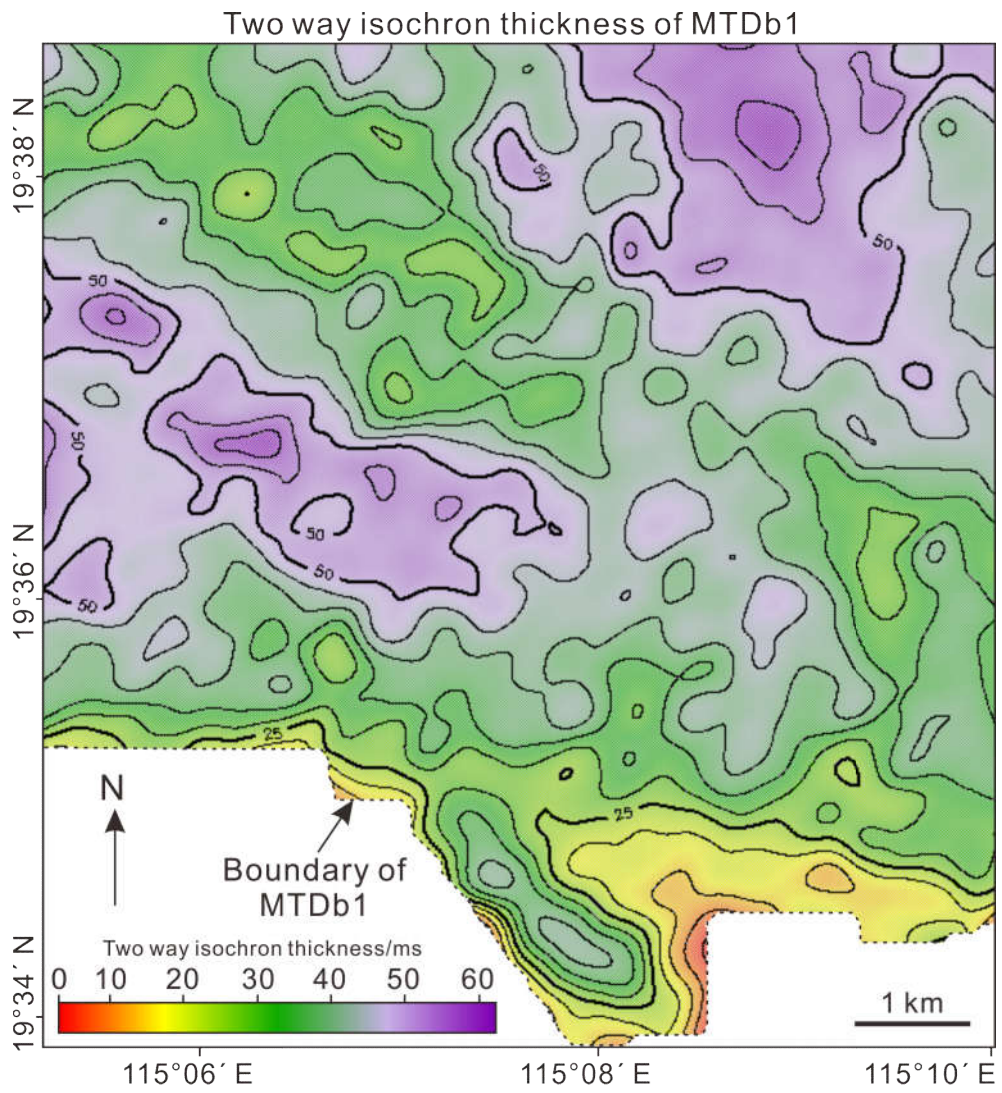 Two way isochron thickness of MTDb1
19°38´ N
50
50
50
50
50
50
50
19°36´ N
25
25
N
Boundary of
MTDb1
Two way isochron thickness/ms
0 10 20 30 40 50 60
1 km
19°34´ N
115°06´ E 115°08´ E 115°10´ E